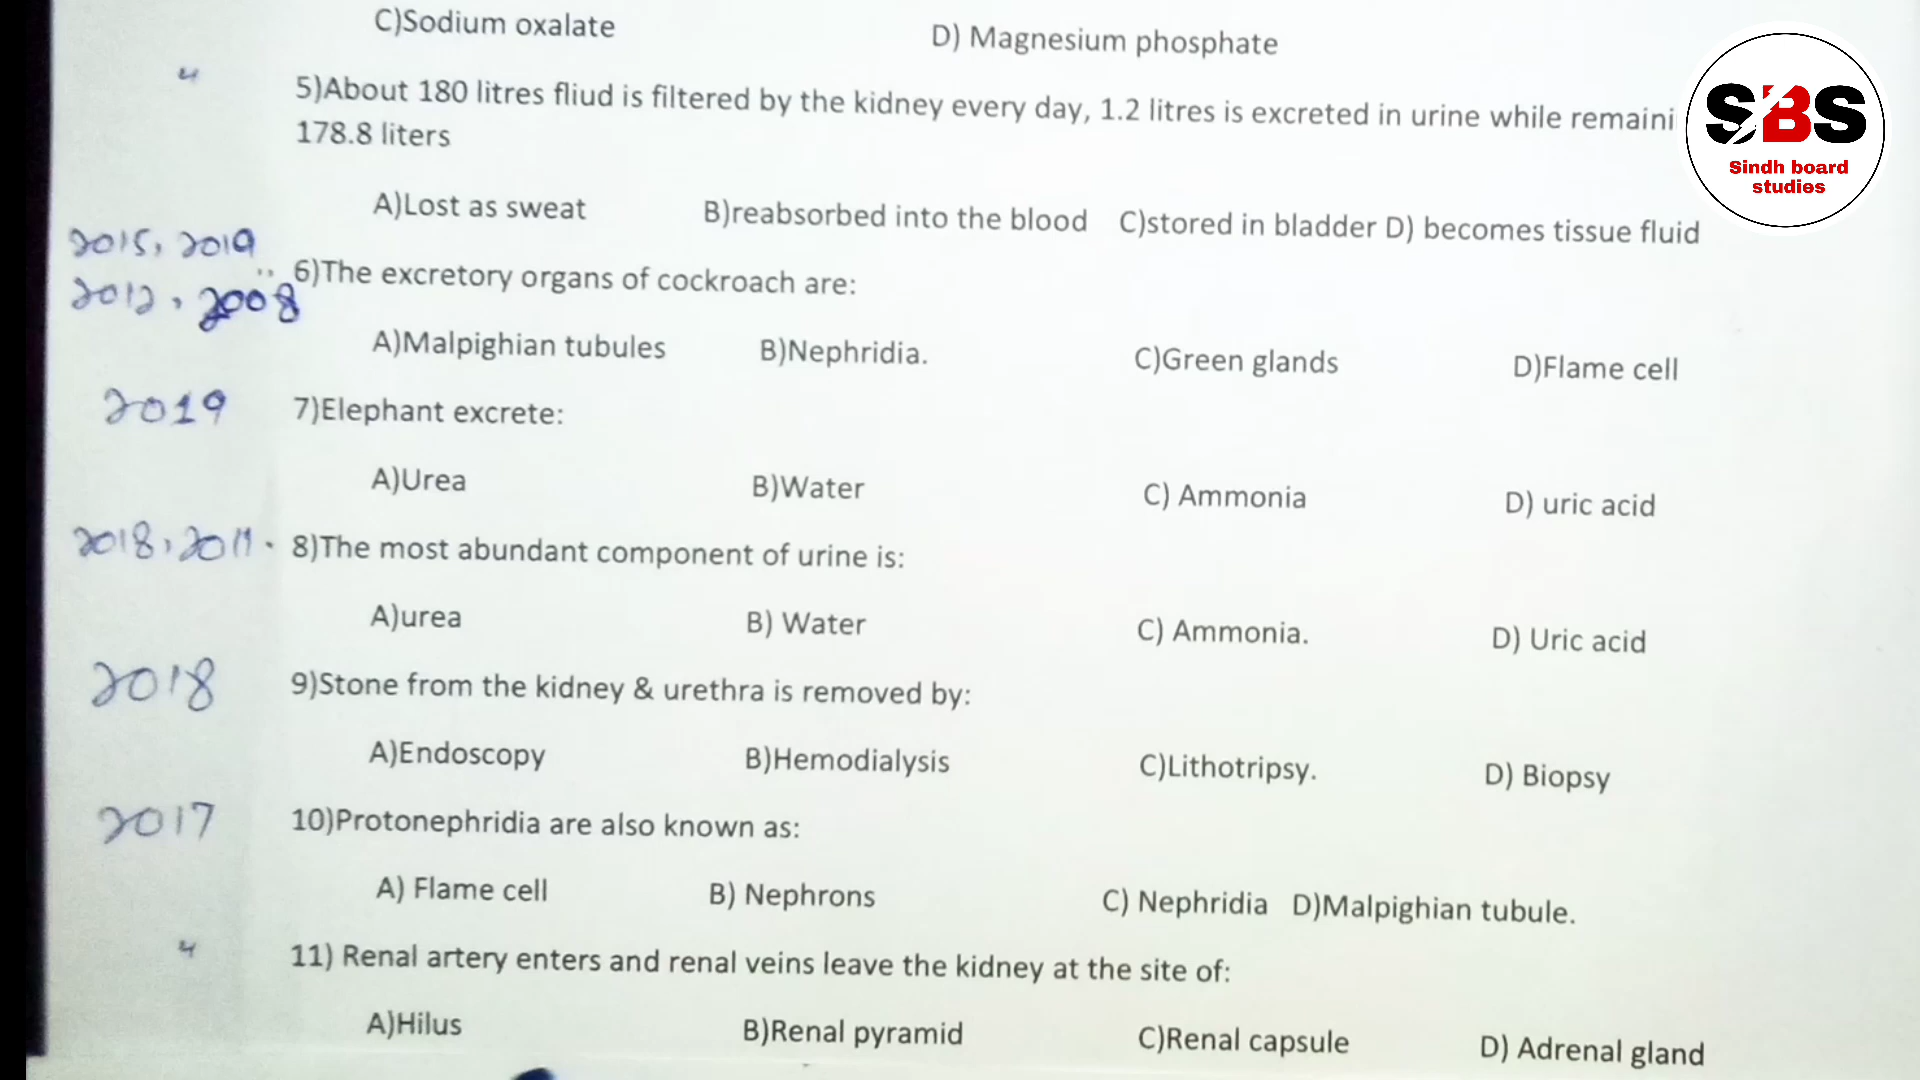 C)Sodium oxalate D) Magnesium phosphate
5)About 180 litres fliud is filtered by the kidney every day, 1.2 litres is excreted in urine while remaini
178.8 liters
A)Lost as sweat B)reabsorbed into the blood C)stored in bladder D) becomes tissue fluid
2015, 2019
6)The excretory organs of cockroach are:
2012, 2008
A)Malpighian tubules B)Nephridia. C)Green glands D)Flame cell
2019 7)Elephant excrete:
A)Urea B)Water C) Ammonia D) uric acid
2018, 2011. 8)The most abundant component of urine is:
A)urea B) Water C) Ammonia. D) Uric acid
2018 9)Stone from the kidney & urethra is removed by:
A)Endoscopy B)Hemodialysis C)Lithotripsy. D) Biopsy
2017 10)Protonephridia are also known as:
A) Flame cell B) Nephrons C) Nephridia D)Malpighian tubule.
11) Renal artery enters and renal veins leave the kidney at the site of:
A)Hilus B)Renal pyramid C)Renal capsule D) Adrenal gland
SBS
Sindh board
studies